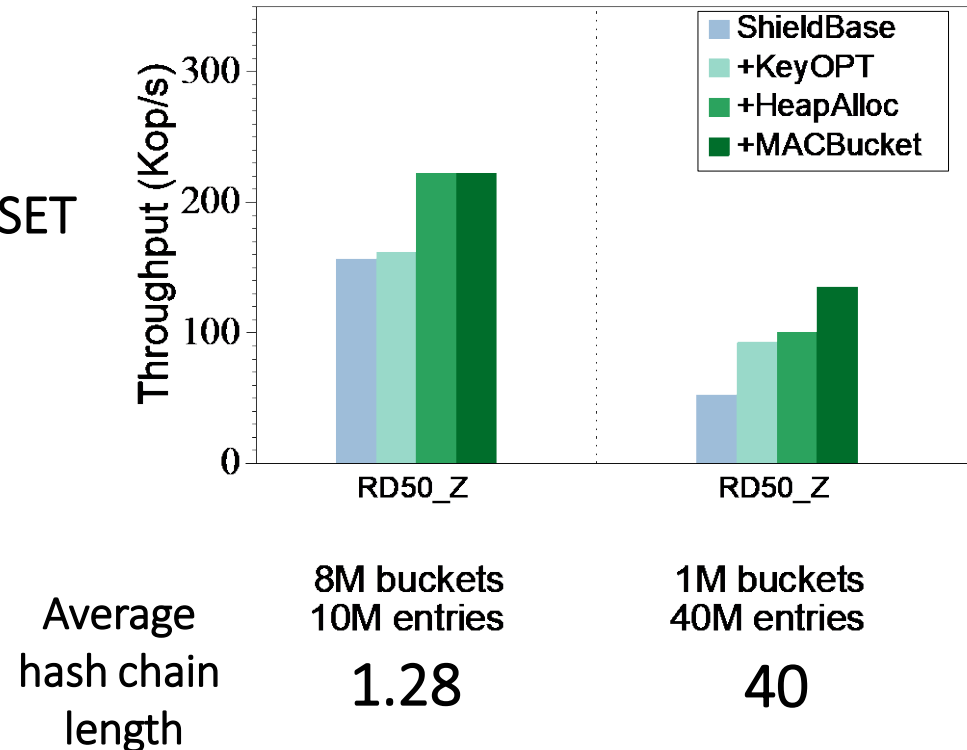 ShieldBase
+KeyOPT
+HeapAlloc
+MACBucket
SET
Throughput (Kop/s)
300
200
100
0
RD50_Z
RD50_Z
8M buckets
10M entries
1M buckets
40M entries
Average
hash chain
length
1.28
40